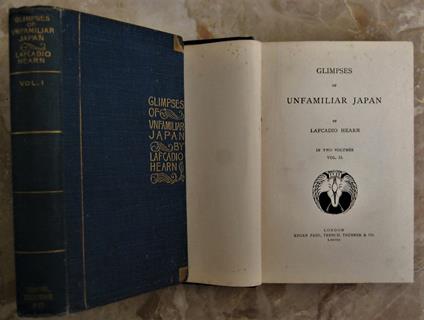 GLIMPSES
OF
UNFAMILIAR
JAPAN
LAFCADIO
HEARN
VOL. I
GLIMPSES
OF
UNFAMILIAR
JAPAN
BY
LAFCADIO
HEARN
GLIMPSES
OF
UNFAMILIAR JAPAN
BY
LAFCADIO HEARN
IN TWO VOLUMES
VOL. II.
LONDON
KEGAN PAUL, TRENCH, TRÜBNER & CO.